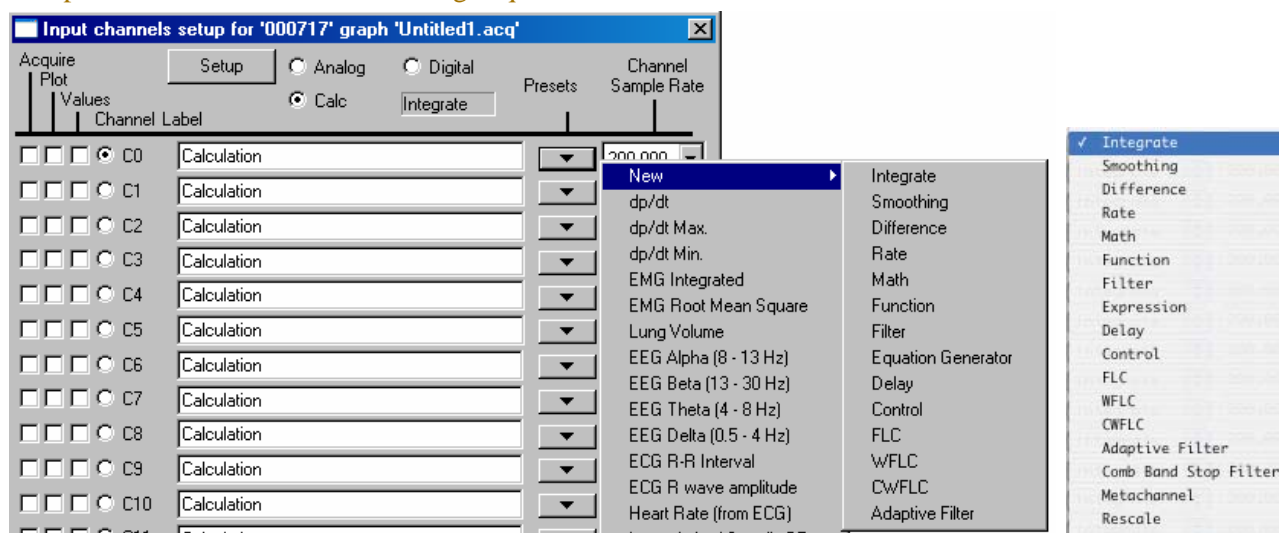 Input channels setup for '000717' graph 'Untitled1.acq'
Acquire
Plot
Values
Channel Label
Setup
Analog
Digital
Calc
Integrate
Presets
Channel
Sample Rate
C0 Calculation 200.000
C1 Calculation
C2 Calculation
C3 Calculation
C4 Calculation
C5 Calculation
C6 Calculation
C7 Calculation
C8 Calculation
C9 Calculation
C10 Calculation
New
dp/dt
dp/dt Max.
dp/dt Min.
EMG Integrated
EMG Root Mean Square
Lung Volume
EEG Alpha (8 - 13 Hz)
EEG Beta (13 - 30 Hz)
EEG Theta (4 - 8 Hz)
EEG Delta (0.5 - 4 Hz)
ECG R-R Interval
ECG R wave amplitude
Heart Rate (from ECG)
Integrate
Smoothing
Difference
Rate
Math
Function
Filter
Equation Generator
Delay
Control
FLC
WFLC
CWFLC
Adaptive Filter
✓ Integrate
Smoothing
Difference
Rate
Math
Function
Filter
Expression
Delay
Control
FLC
WFLC
CWFLC
Adaptive Filter
Comb Band Stop Filter
Metachannel
Rescale